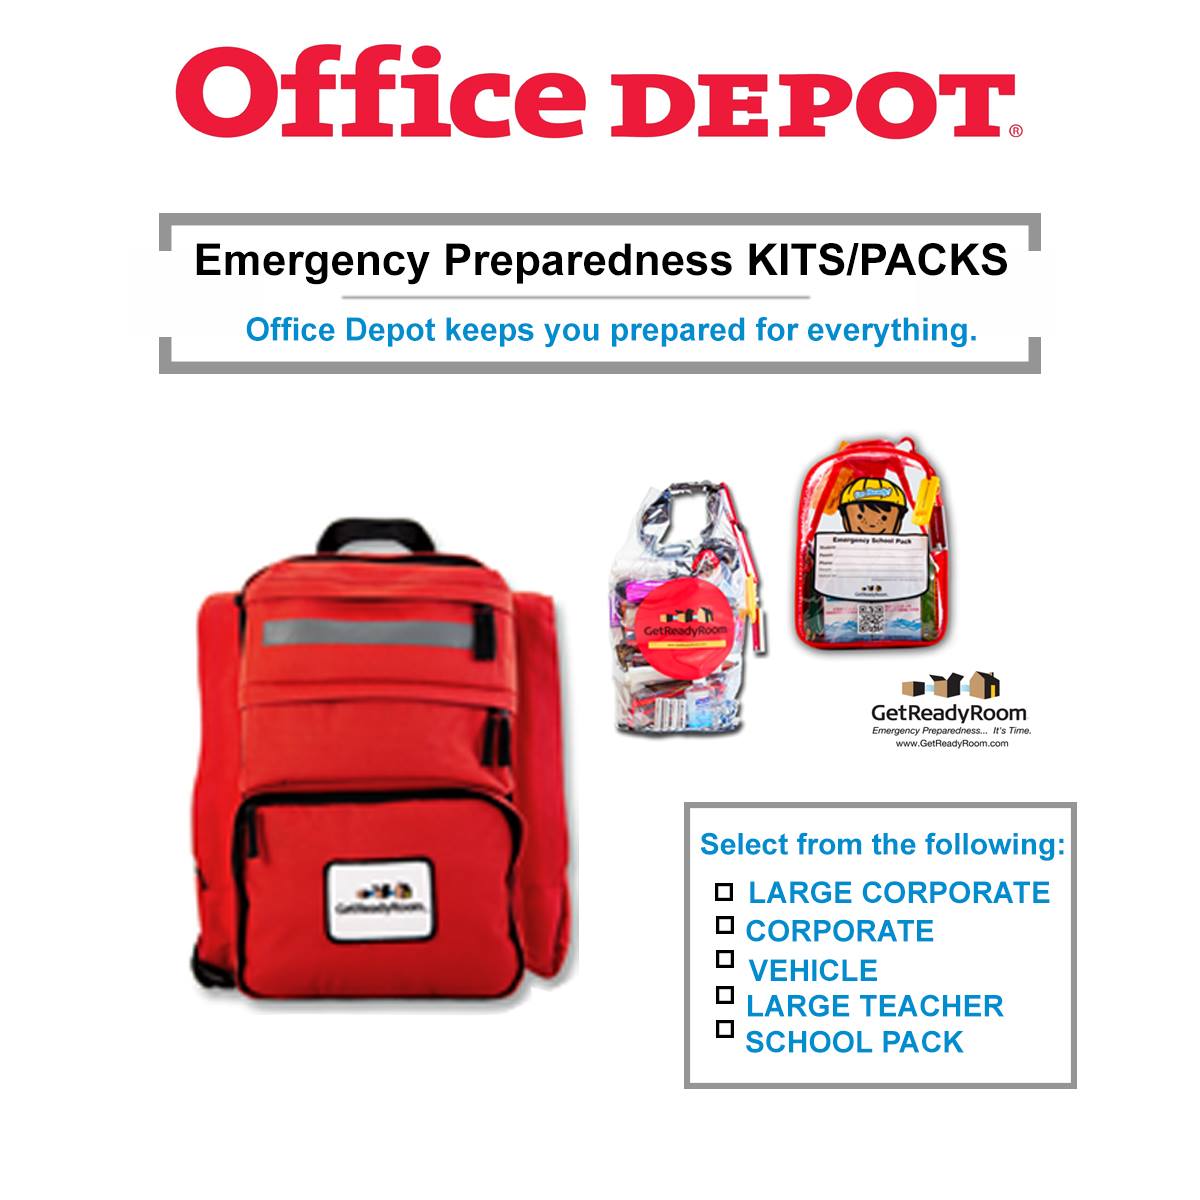 Office DEPOT®
Emergency Preparedness KITS/PACKS
Office Depot keeps you prepared for everything.
Emergency School Pack
GetReadyRoom
GetReadyRoom
GetReadyRoom
Emergency Preparedness... It's Time.
www.GetReadyRoom.com
GetReadyRoom
Select from the following:
LARGE CORPORATE
CORPORATE
VEHICLE
LARGE TEACHER
SCHOOL PACK